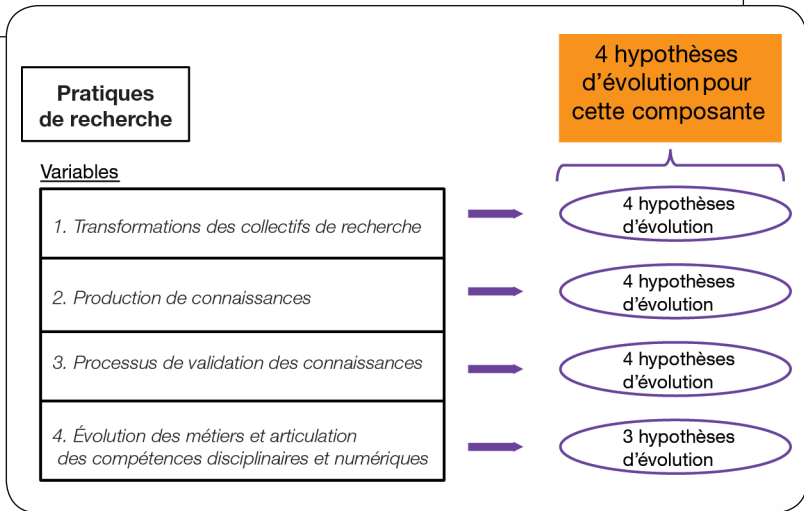 Pratiques
de recherche
4 hypothèses
d'évolution pour
cette composante
Variables
1. Transformations des collectifs de recherche
4 hypothèses
d'évolution
2. Production de connaissances
4 hypothèses
d'évolution
3. Processus de validation des connaissances
4 hypothèses
d'évolution
4. Évolution des métiers et articulation
des compétences disciplinaires et numériques
3 hypothèses
d'évolution